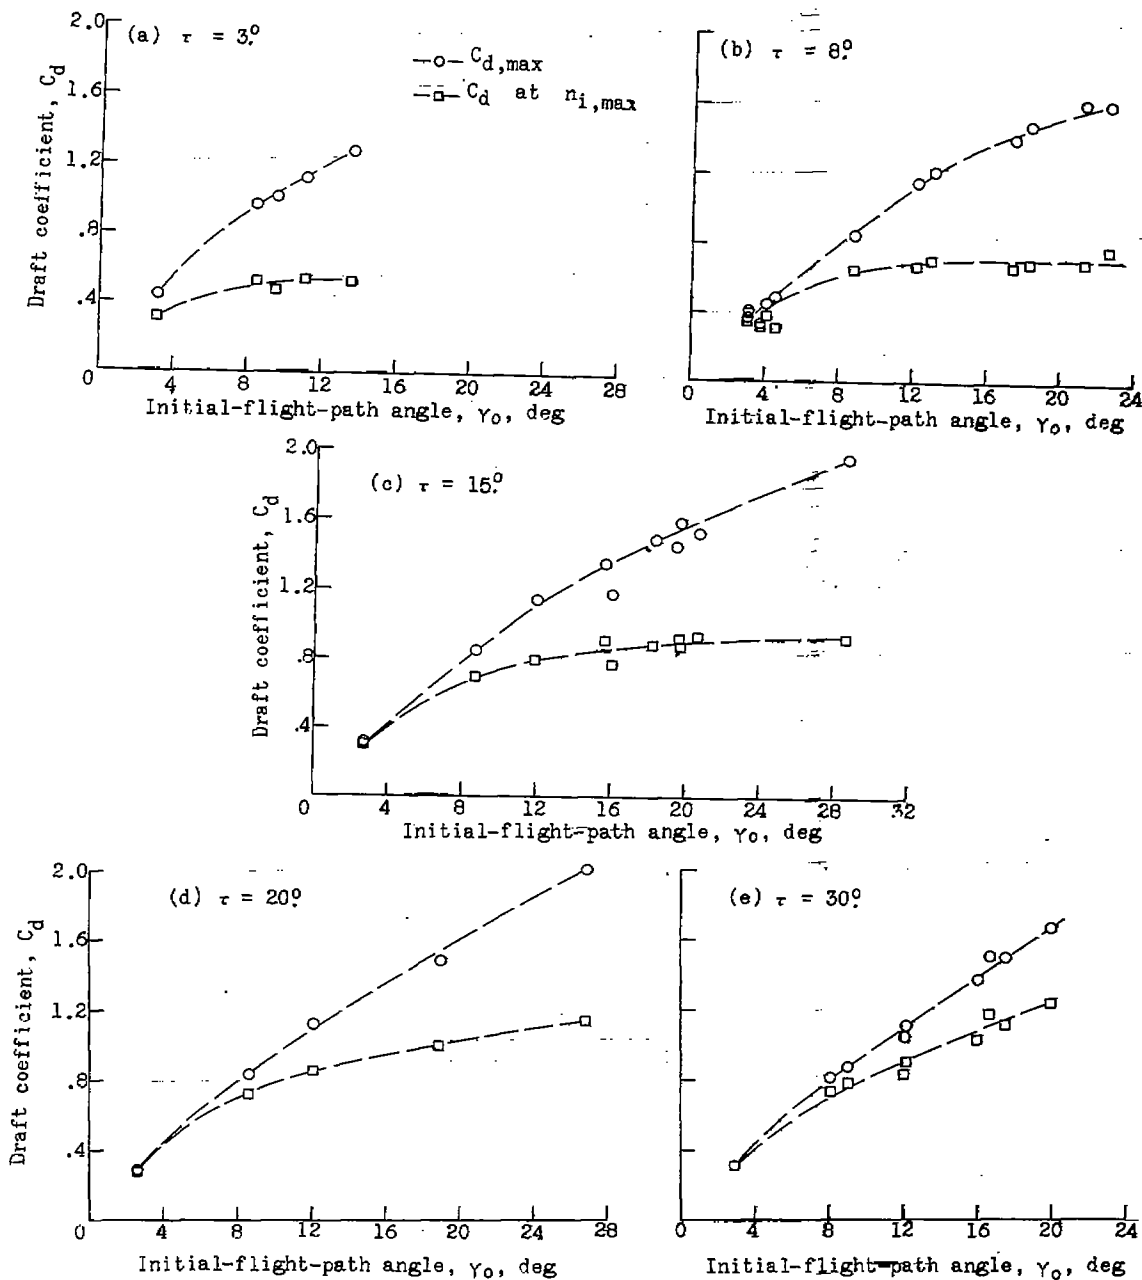 (a) τ = 3°.
C_d,max
C_d at n_i,max
2.0
1.6
1.2
.8
.4
0
4 8 12 16 20 24 28
Draft coefficient, C_d
Initial-flight-path angle, γ_o, deg
(b) τ = 8°.
0 4 8 12 16 20 24
Initial-flight-path angle, γ_o, deg
(c) τ = 15°.
2.0
1.6
1.2
.8
.4
0 4 8 12 16 20 24 28 32
Draft coefficient, C_d
Initial-flight-path angle, γ_o, deg
(d) τ = 20°.
2.0
1.6
1.2
.8
.4
0 4 8 12 16 20 24 28
Draft coefficient, C_d
Initial-flight-path angle, γ_o, deg
(e) τ = 30°.
0 4 8 12 16 20 24
Initial-flight-path angle, γ_o, deg